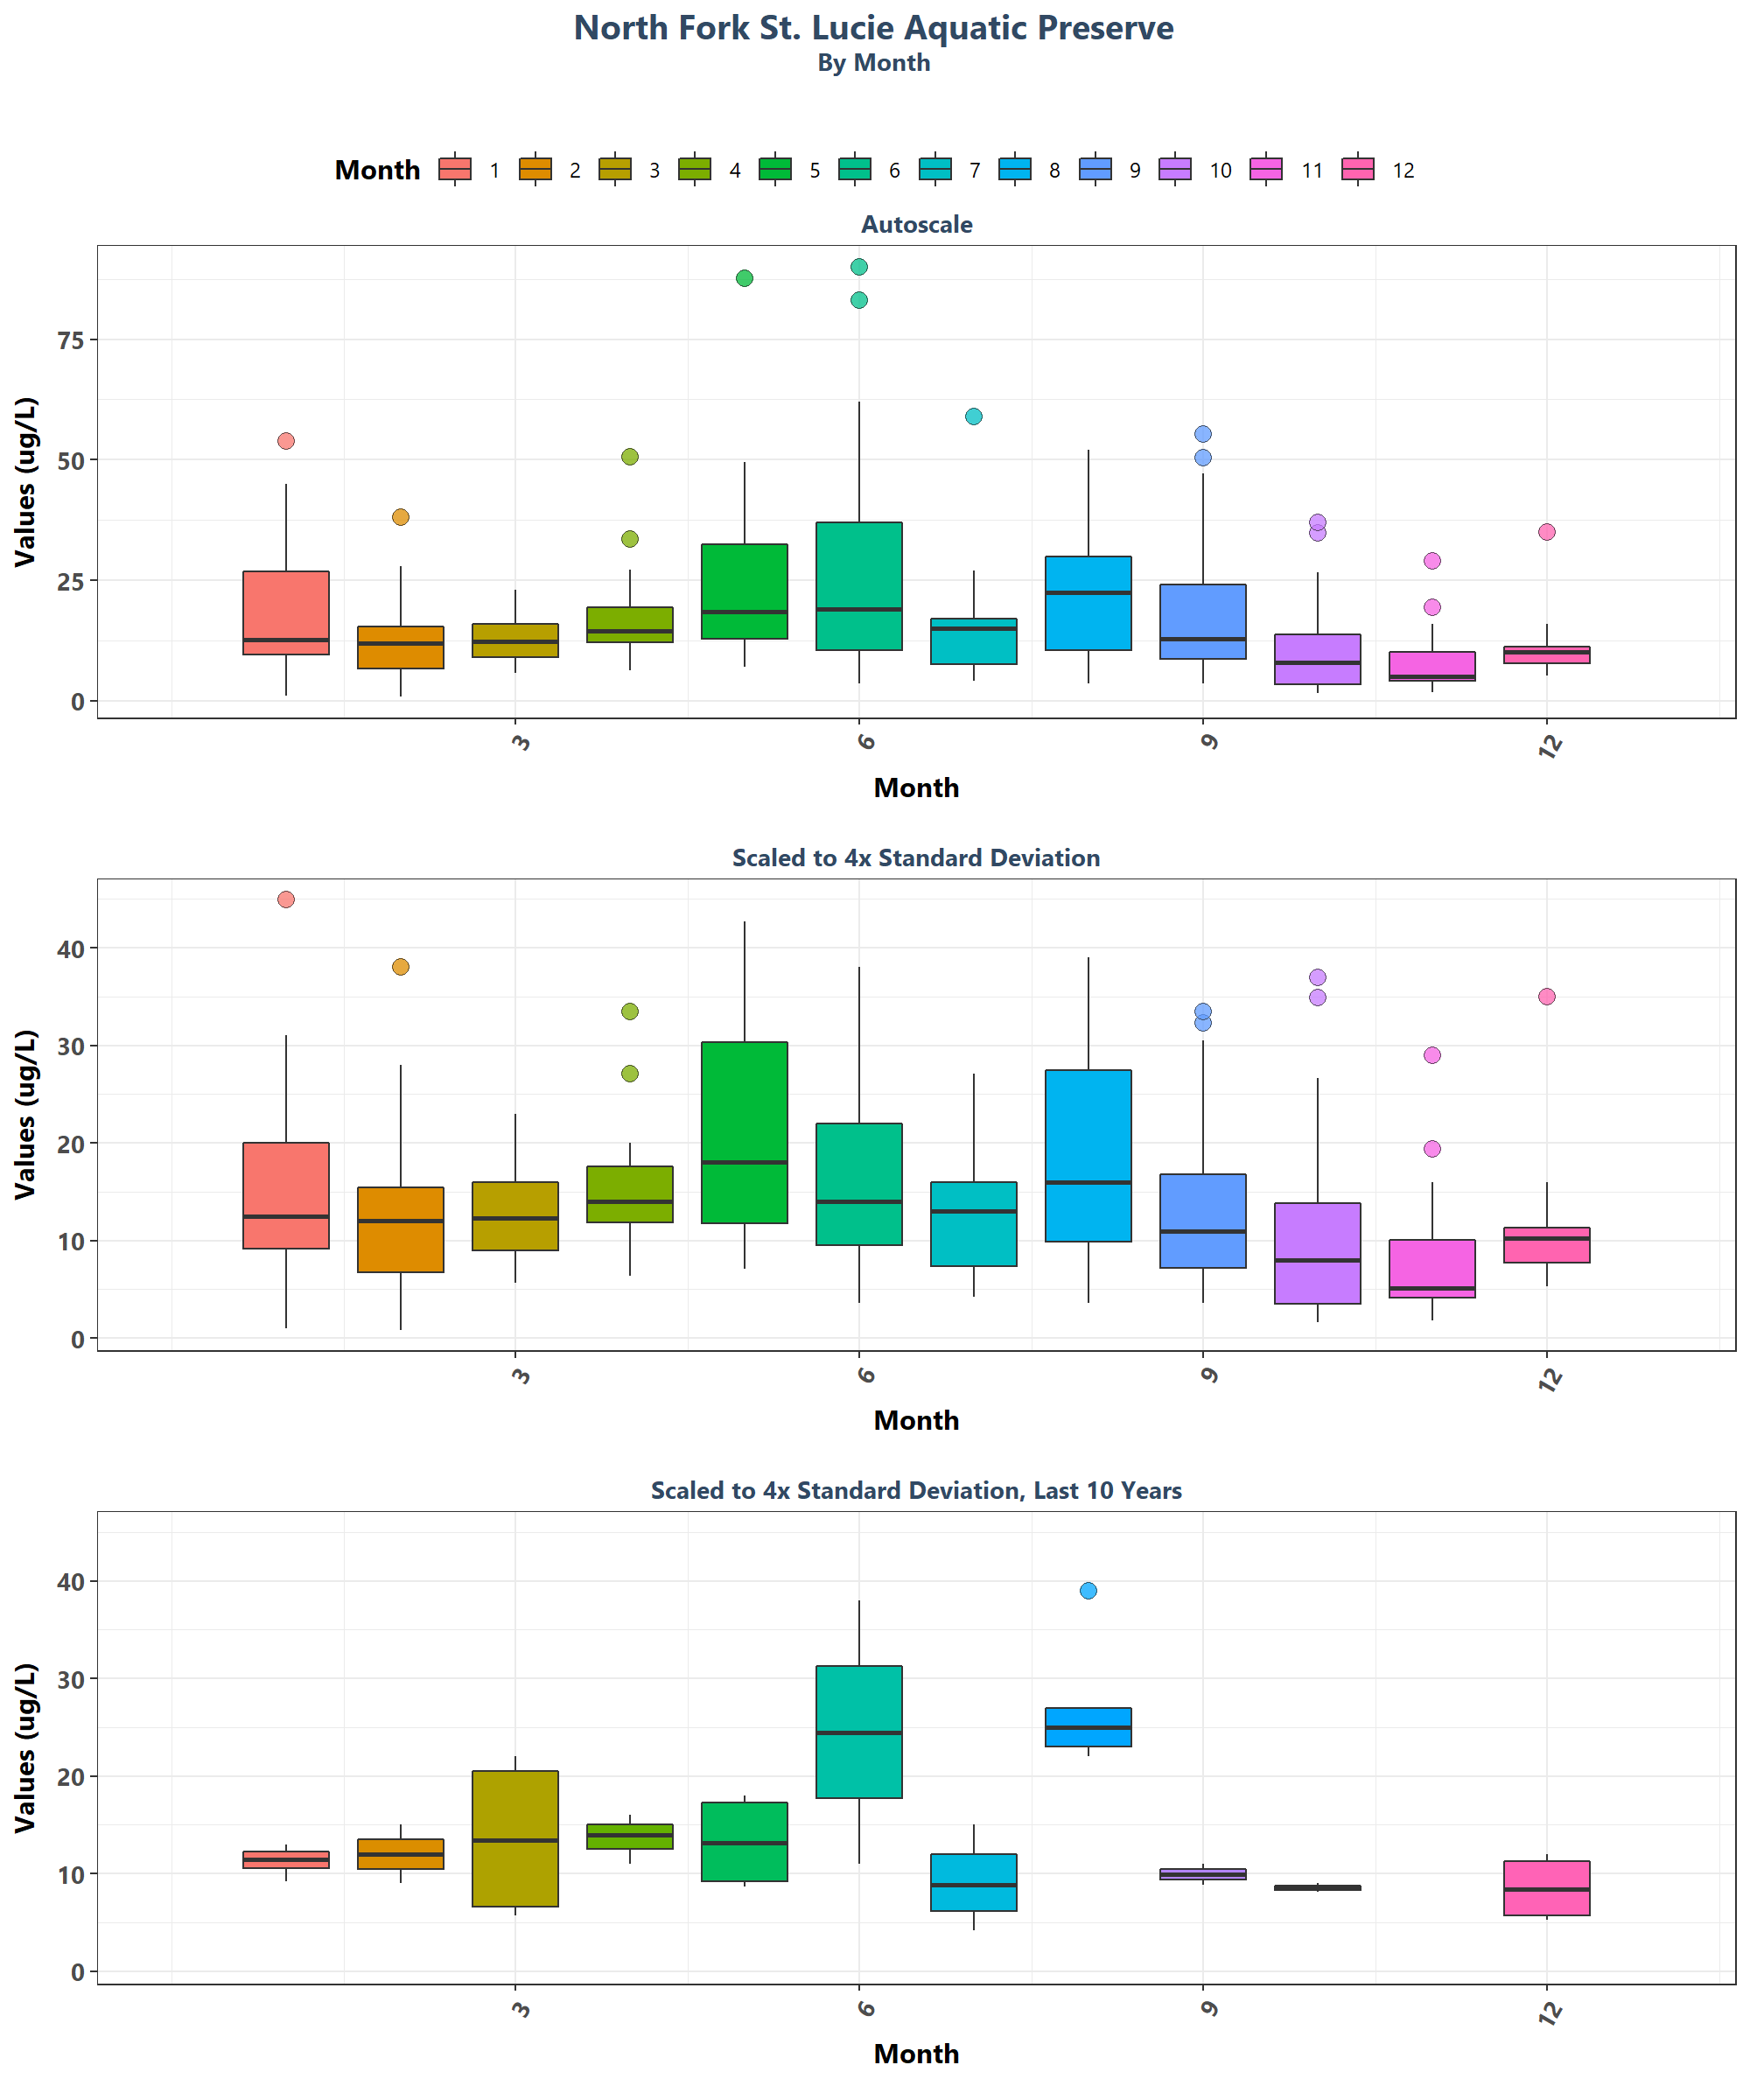 North Fork St. Lucie Aquatic Preserve
By Month
Month 1 2 3 4 5 6 7 8 9 10 11 12
Autoscale
Values (ug/L)
75
50
25
0
3 6 9 12
Month
Scaled to 4x Standard Deviation
Values (ug/L)
40
30
20
10
0
3 6 9 12
Month
Scaled to 4x Standard Deviation, Last 10 Years
Values (ug/L)
40
30
20
10
0
3 6 9 12
Month